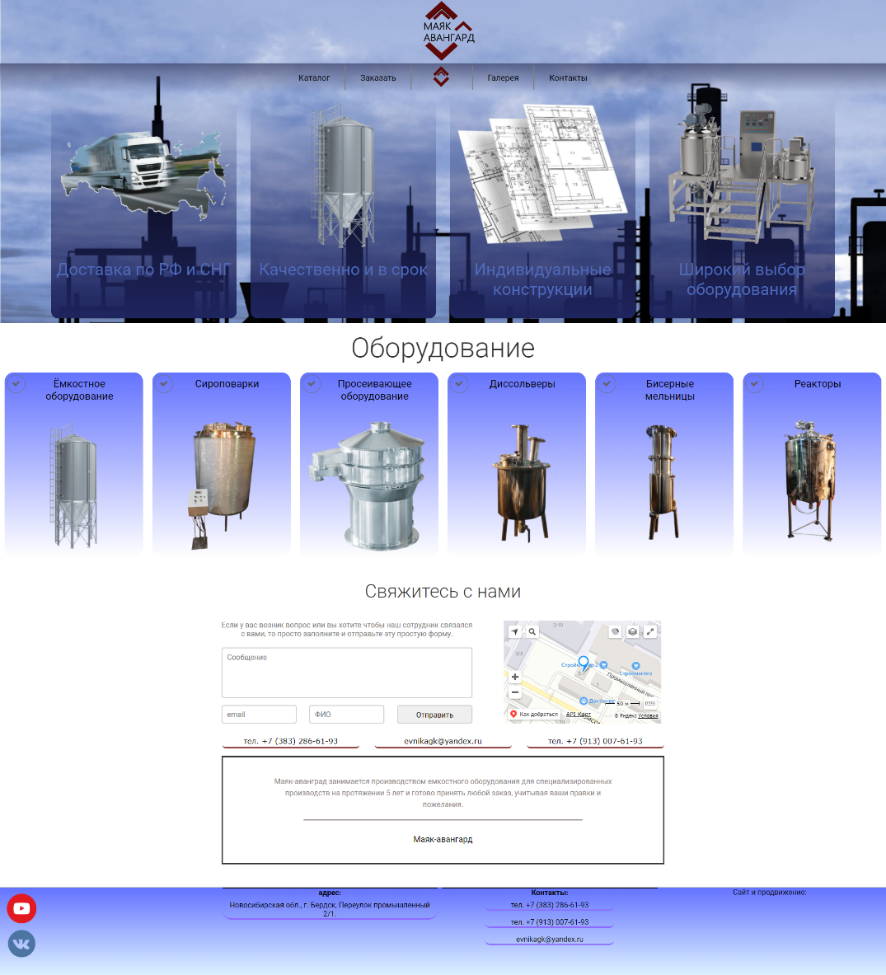 МАЯК
АВАНГАРД
Каталог
Заказать
Галерея
Контакты
Доставка по РФ и СНГ
Качественно и в срок
Индивидуальные
конструкции
Широкий выбор
оборудования
Оборудование
Ёмкостное
оборудование
Сироповарки
Просеивающее
оборудование
Диссольверы
Бисерные
мельницы
Реакторы
Свяжитесь с нами
Если у вас возник вопрос или вы хотите чтобы наш сотрудник связался
с вами, то просто заполните и отправьте эту простую форму.
Сообщение
email
ФИО
Отправить
50 м
Как добраться
API Карт
© Яндекс Условия
тел. +7 (383) 286-61-93
evnikagk@yandex.ru
тел. +7 (913) 007-61-93
Маяк-аванград занимается производством емкостного оборудования для специализированных
производств на протяжении 5 лет и готово принять любой заказ, учитывая ваши правки и
пожелания.
Маяк-авангард
адрес:
Новосибирская обл., г. Бердск, Переулок промышленный
2/1.
Контакты:
тел. +7 (383) 286-61-93
тел. +7 (913) 007-61-93
evnikagk@yandex.ru
Сайт и продвижение: